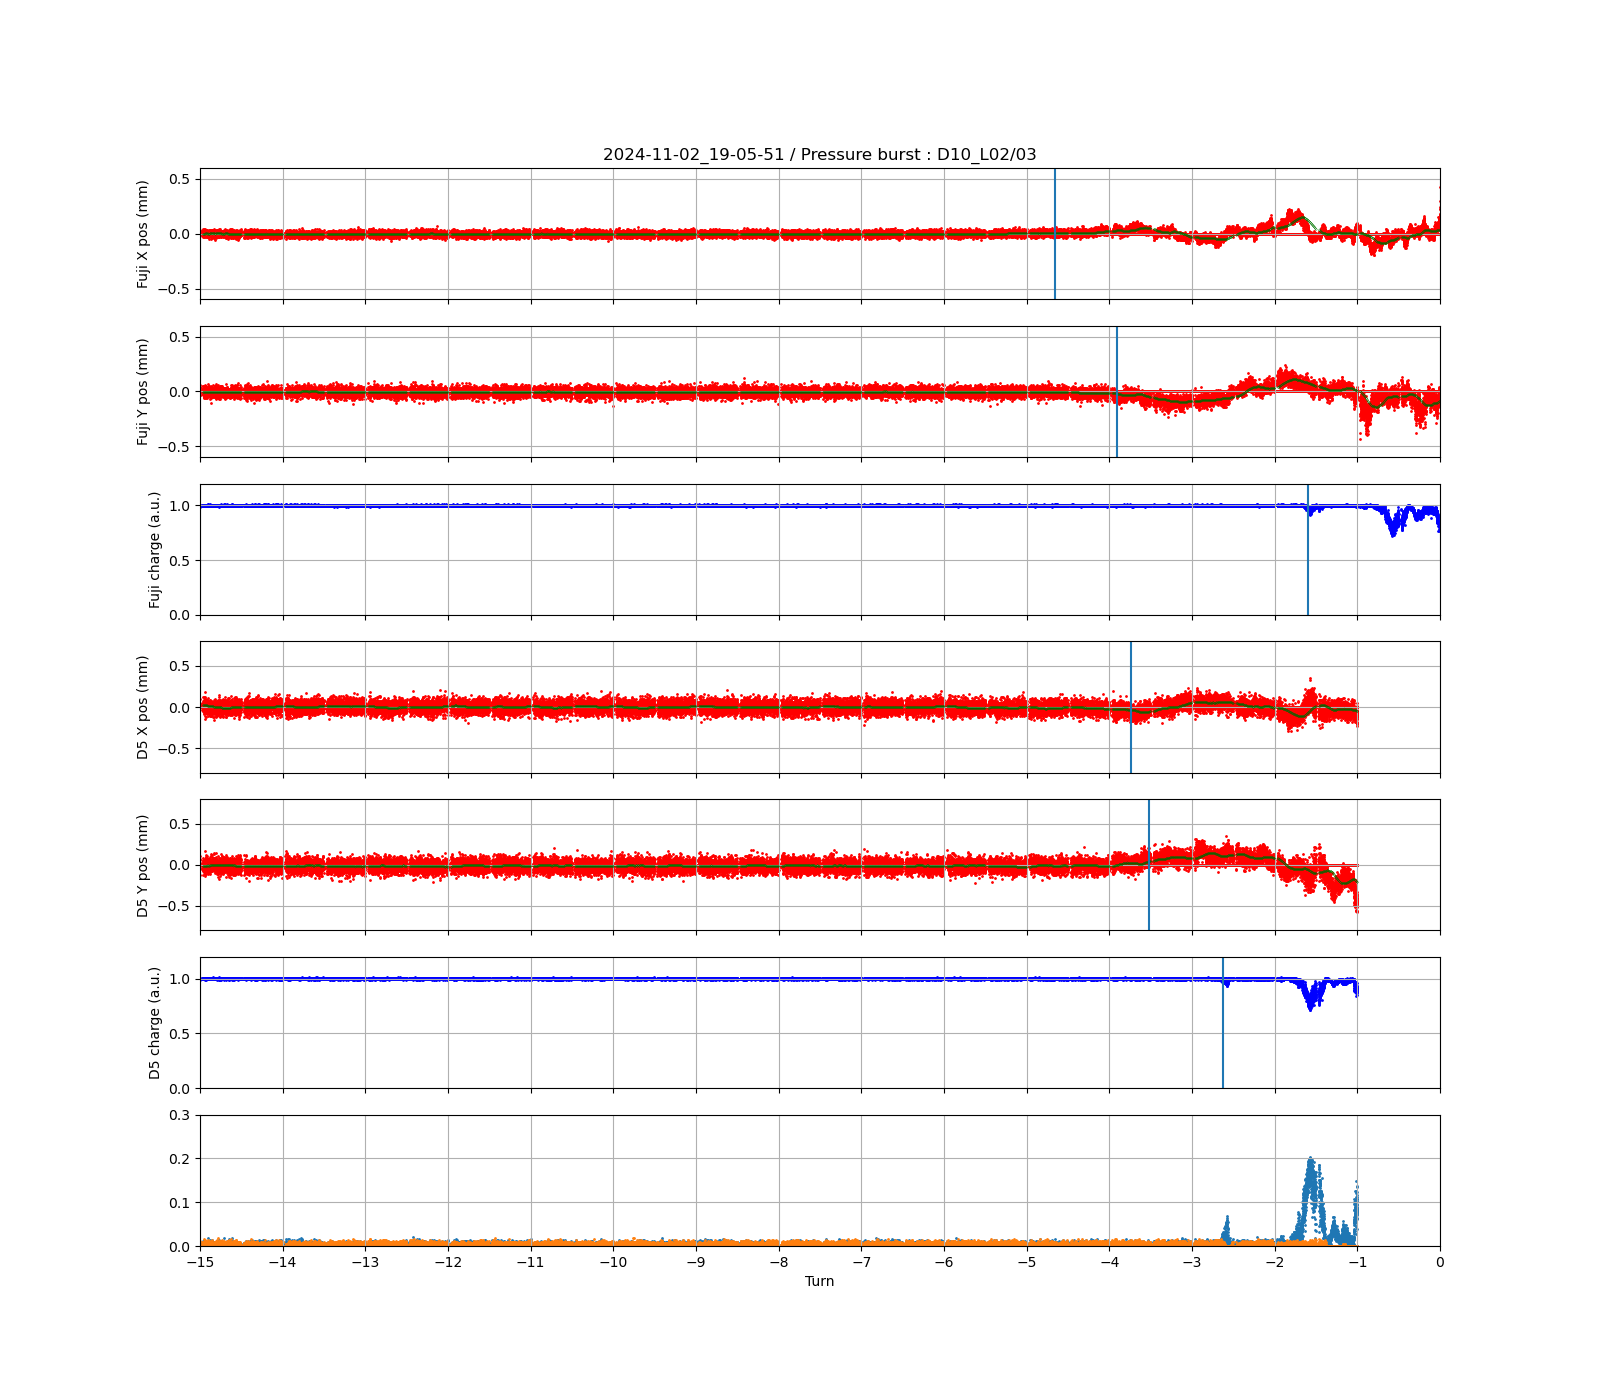 2024-11-02_19-05-51 / Pressure burst : D10_L02/03
Fuji X pos (mm)
0.5
0.0
−0.5
Fuji Y pos (mm)
0.5
0.0
−0.5
Fuji charge (a.u.)
1.0
0.5
0.0
D5 X pos (mm)
0.5
0.0
−0.5
D5 Y pos (mm)
0.5
0.0
−0.5
D5 charge (a.u.)
1.0
0.5
0.0
0.3
0.2
0.1
0.0
−15 −14 −13 −12 −11 −10 −9 −8 −7 −6 −5 −4 −3 −2 −1 0
Turn